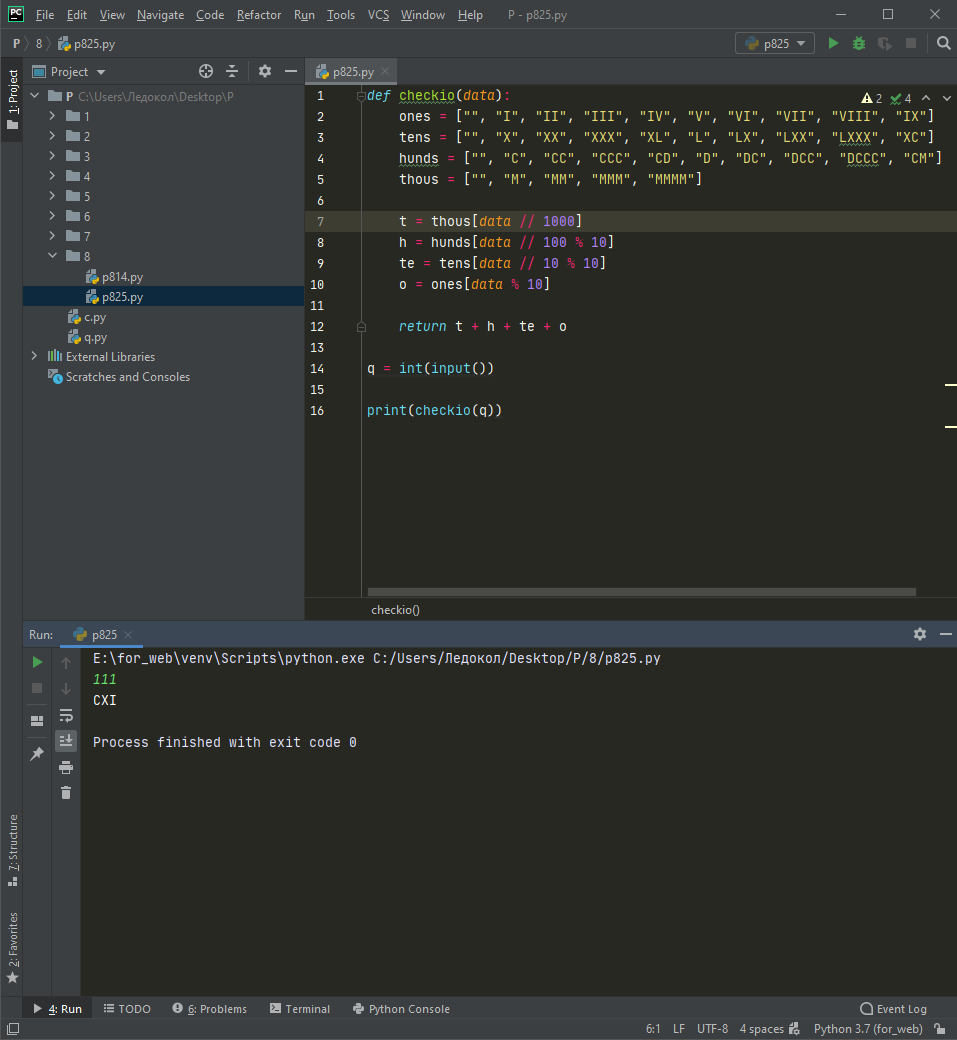 PC File Edit View Navigate Code Refactor Run Tools VCS Window Help P - p825.py
P 8 p825.py p825
1: Project
Project p825.py
P C:\Users\Ледокол\Desktop\P
1
2
3
4
5
6
7
8
p814.py
p825.py
c.py
q.py
External Libraries
Scratches and Consoles
2 4
1 def checkio(data):
2 ones = ["", "I", "II", "III", "IV", "V", "VI", "VII", "VIII", "IX"]
3 tens = ["", "X", "XX", "XXX", "XL", "L", "LX", "LXX", "LXXX", "XC"]
4 hunds = ["", "C", "CC", "CCC", "CD", "D", "DC", "DCC", "DCCC", "CM"]
5 thous = ["", "M", "MM", "MMM", "MMMM"]
6
7 t = thous[data // 1000]
8 h = hunds[data // 100 % 10]
9 te = tens[data // 10 % 10]
10 o = ones[data % 10]
11
12 return t + h + te + o
13
14 q = int(input())
15
16 print(checkio(q))
checkio()
Run: p825
E:\for_web\venv\Scripts\python.exe C:/Users/Ледокол/Desktop/P/8/p825.py
111
CXI
Process finished with exit code 0
7: Structure
2: Favorites
4: Run TODO 6: Problems Terminal Python Console Event Log
6:1 LF UTF-8 4 spaces Python 3.7 (for_web)